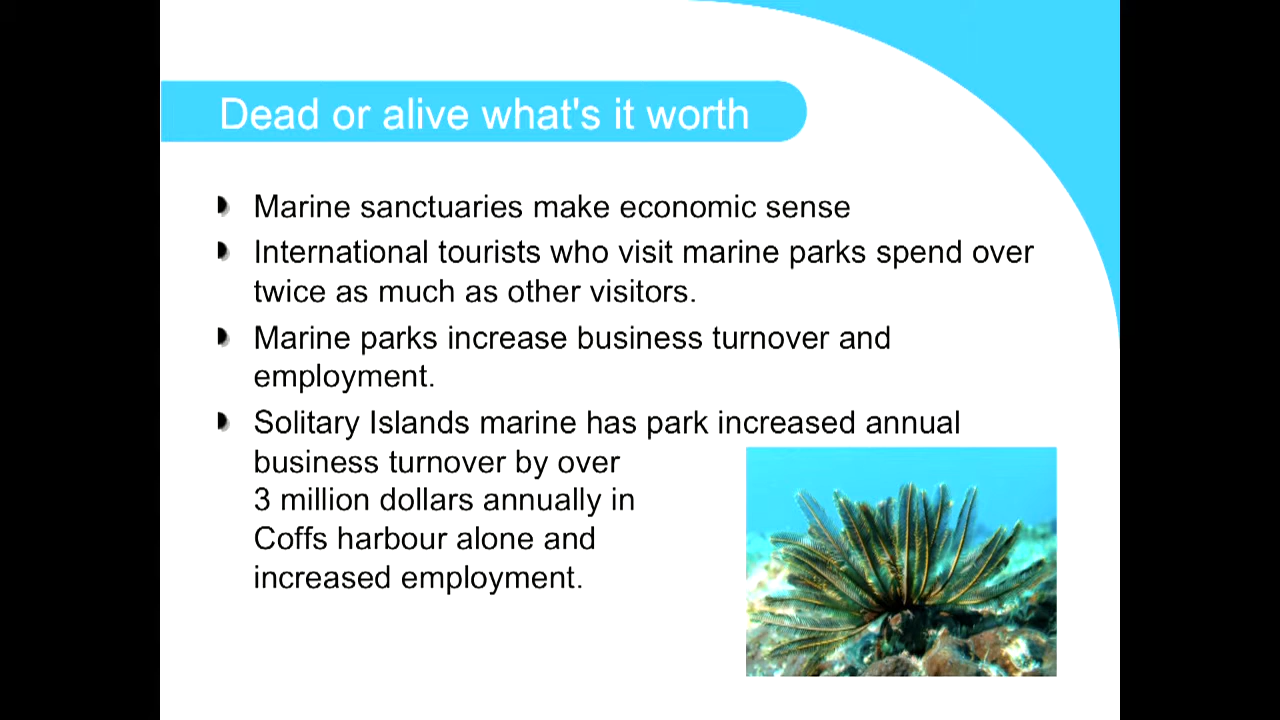 Dead or alive what's it worth
Marine sanctuaries make economic sense
International tourists who visit marine parks spend over
twice as much as other visitors.
Marine parks increase business turnover and
employment.
Solitary Islands marine has park increased annual
business turnover by over
3 million dollars annually in
Coffs harbour alone and
increased employment.